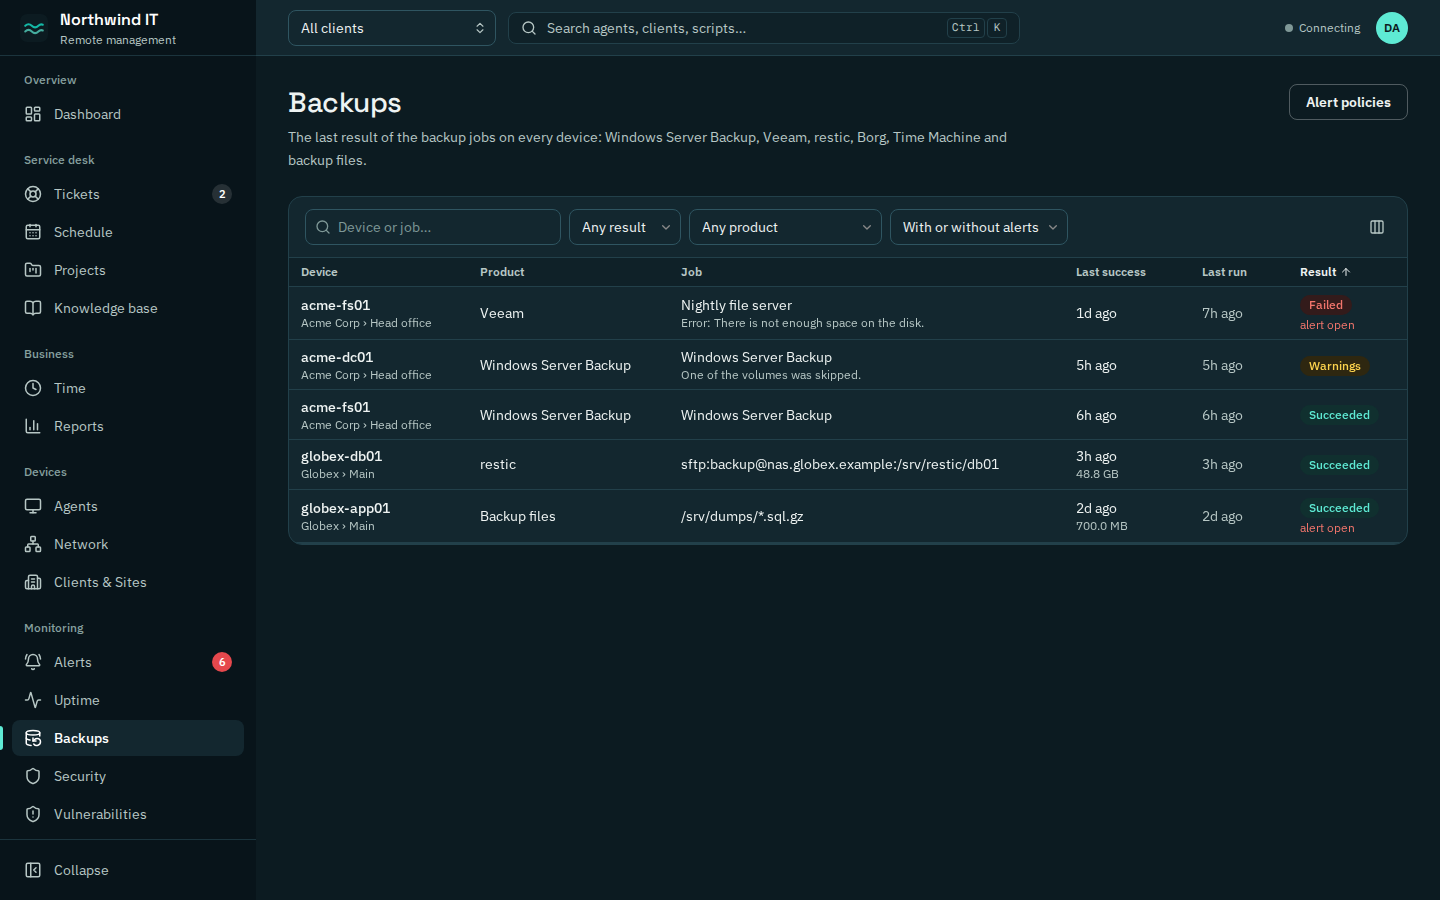 Northwind IT
Remote management
All clients
Search agents, clients, scripts...
Ctrl K
Connecting
DA
Overview
Dashboard
Service desk
Tickets 2
Schedule
Projects
Knowledge base
Business
Time
Reports
Devices
Agents
Network
Clients & Sites
Monitoring
Alerts 6
Uptime
Backups
Security
Vulnerabilities
Collapse
Backups
Alert policies
The last result of the backup jobs on every device: Windows Server Backup, Veeam, restic, Borg, Time Machine and
backup files.
Device or job...
Any result
Any product
With or without alerts
Device Product Job Last success Last run Result ↑
acme-fs01
Acme Corp › Head office
Veeam
Nightly file server
Error: There is not enough space on the disk.
1d ago
7h ago
Failed
alert open
acme-dc01
Acme Corp › Head office
Windows Server Backup
Windows Server Backup
One of the volumes was skipped.
5h ago
5h ago
Warnings
acme-fs01
Acme Corp › Head office
Windows Server Backup
Windows Server Backup
6h ago
6h ago
Succeeded
globex-db01
Globex › Main
restic
sftp:backup@nas.globex.example:/srv/restic/db01
3h ago
48.8 GB
3h ago
Succeeded
globex-app01
Globex › Main
Backup files
/srv/dumps/*.sql.gz
2d ago
700.0 MB
2d ago
Succeeded
alert open